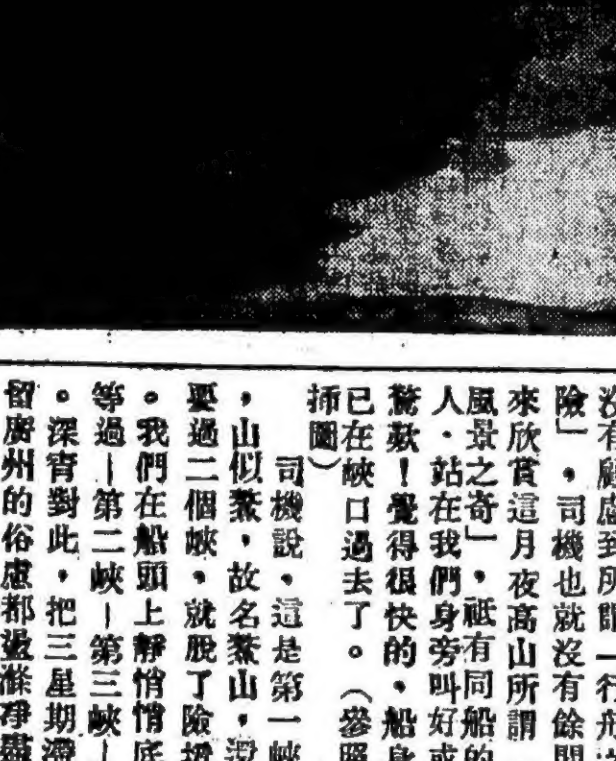 沒有顧慮到所謂「行舟
險」，司機也就沒有餘
來欣賞這月夜高山所謂
風景之奇」，祇有同船的
人．站在我們身旁叫好或
驚歎！覺得很快的，船身
已在峽口過去了。（參照
插圖）
司機說，這是第一峽
，山似鰲，故名鰲山，
要過二個峽，就脫了險
。我們在船頭上靜悄悄底
等過｜第二峽｜第三峽｜
。深宵對此，把三星期
留廣州的俗慮都滌淨盡